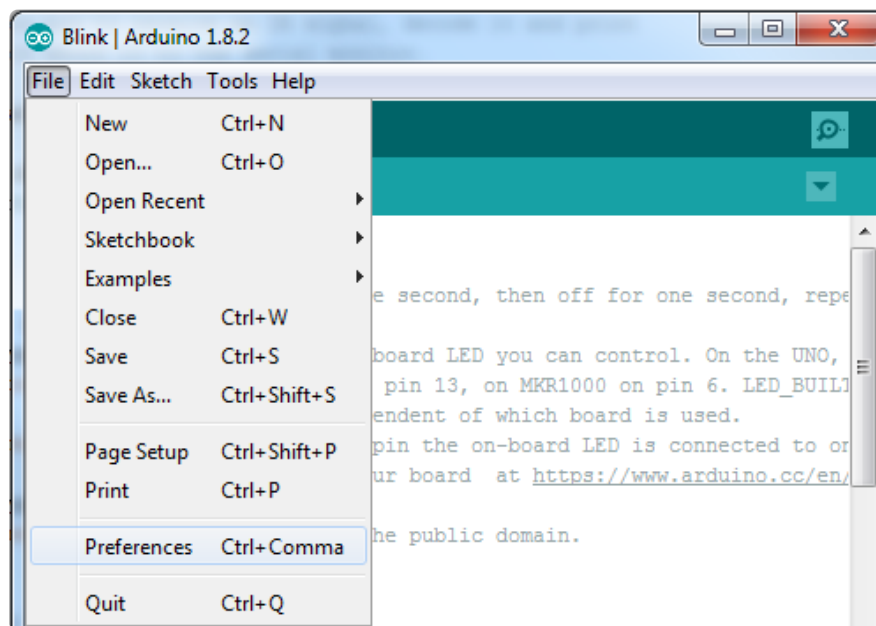 Blink | Arduino 1.8.2
File Edit Sketch Tools Help
New Ctrl+N
Open... Ctrl+O
Open Recent
Sketchbook
Examples
Close Ctrl+W
Save Ctrl+S
Save As... Ctrl+Shift+S
Page Setup Ctrl+Shift+P
Print Ctrl+P
Preferences Ctrl+Comma
Quit Ctrl+Q
e second, then off for one second, repe
board LED you can control. On the UNO,
pin 13, on MKR1000 on pin 6. LED_BUILT
endent of which board is used.
pin the on-board LED is connected to on
ur board at https://www.arduino.cc/en/
he public domain.